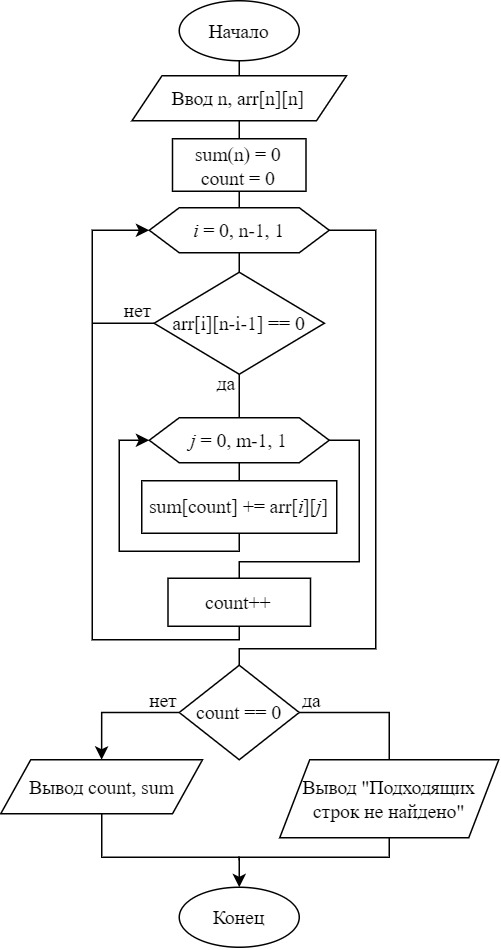 Начало
Ввод n, arr[n][n]
sum(n) = 0
count = 0
i = 0, n-1, 1
нет
arr[i][n-i-1] == 0
да
j = 0, m-1, 1
sum[count] += arr[i][j]
count++
нет
count == 0
да
Вывод count, sum
Вывод "Подходящих
строк не найдено"
Конец